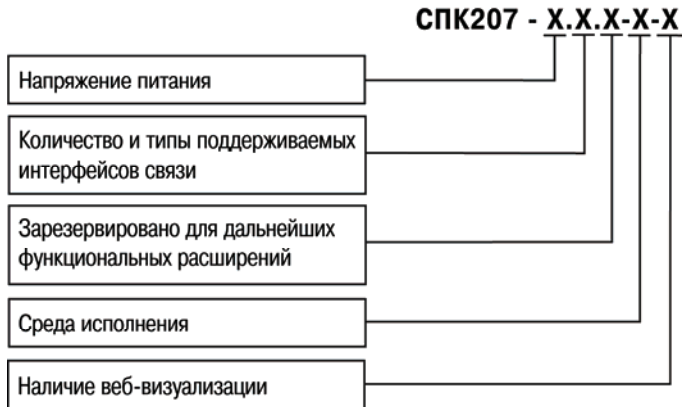 СПК207 - Х.Х.Х-Х-Х
Напряжение питания
Количество и типы поддерживаемых
интерфейсов связи
Зарезервировано для дальнейших
функциональных расширений
Среда исполнения
Наличие веб-визуализации